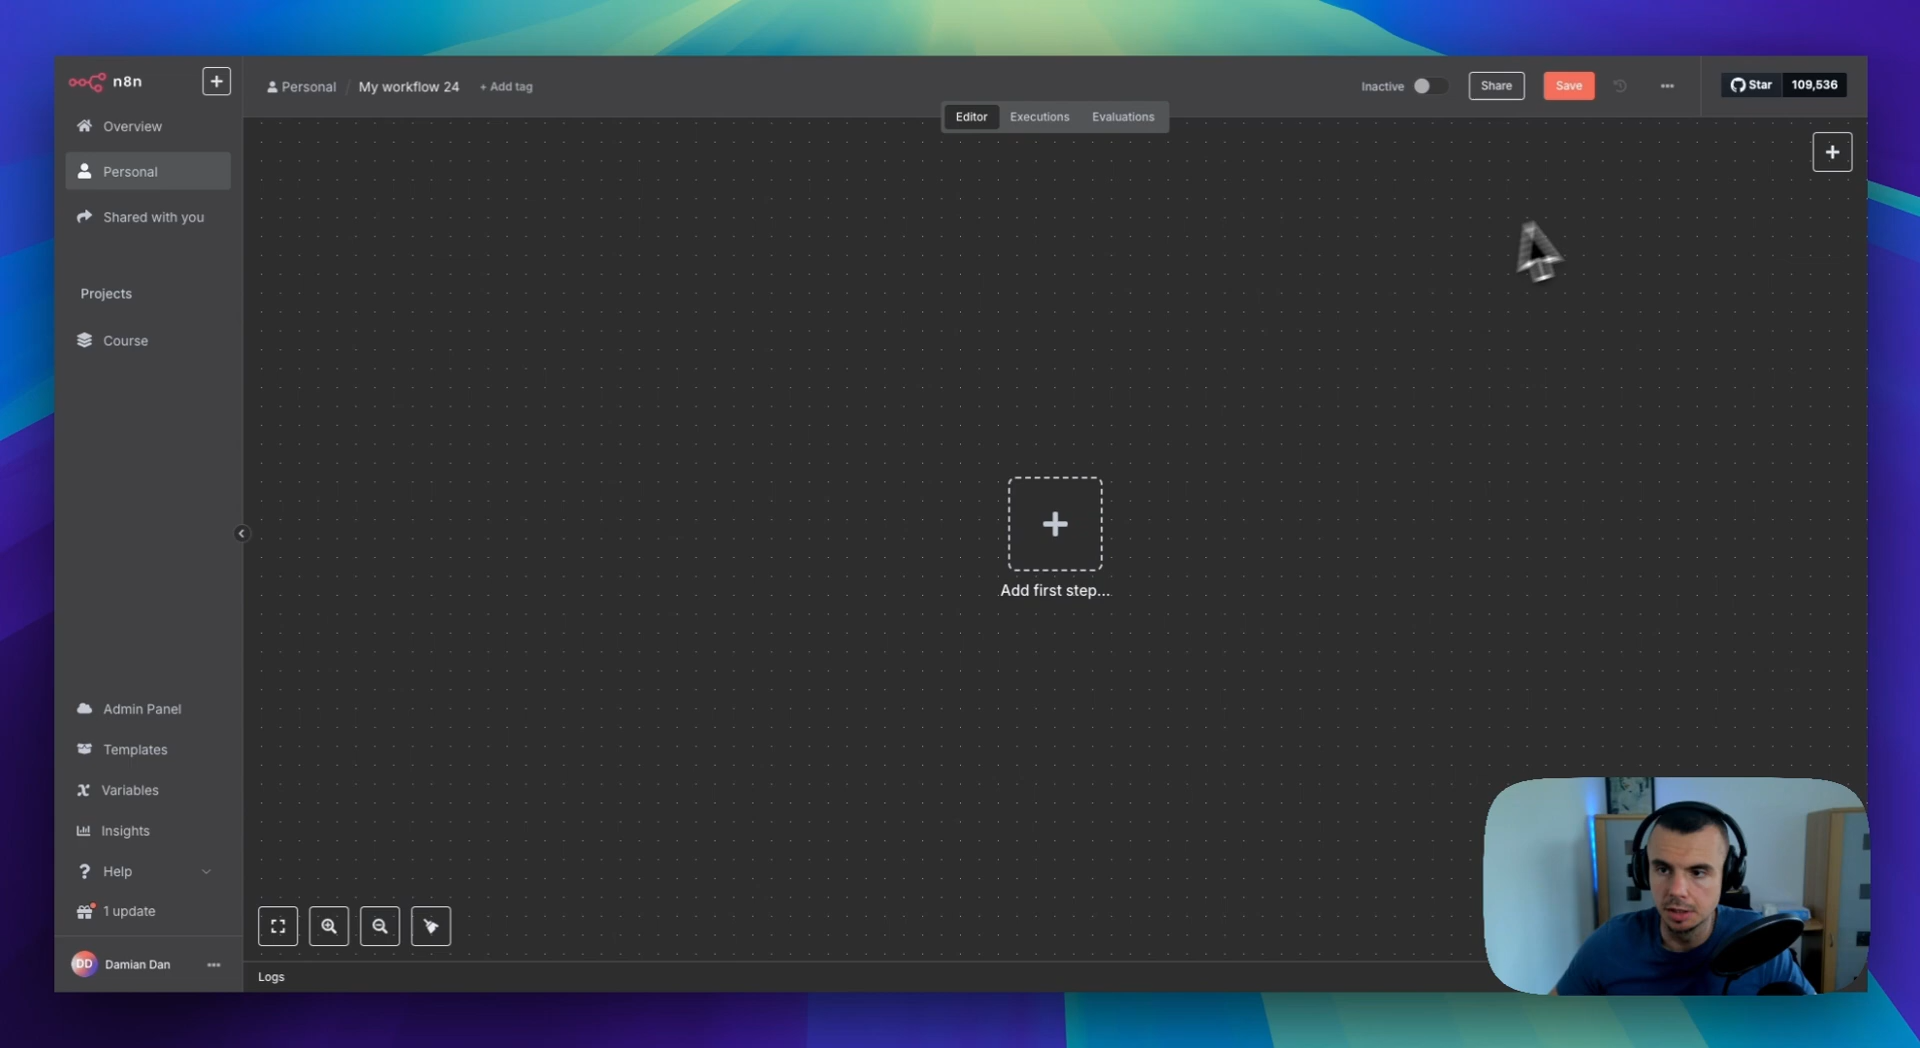 n8n
Overview
Personal
Shared with you
Projects
Course
Admin Panel
Templates
Variables
Insights
Help
1 update
DD Damian Dan
Personal / My workflow 24 + Add tag
Inactive Share Save ... Star 109,536
Editor Executions Evaluations
Add first step...
Logs